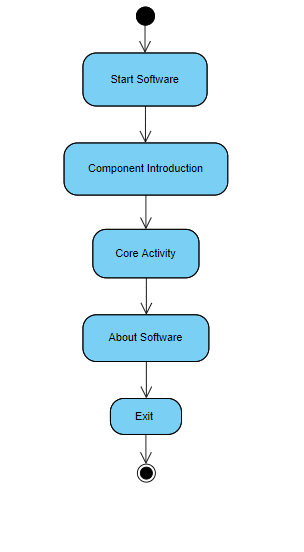 Start Software
Component Introduction
Core Activity
About Software
Exit